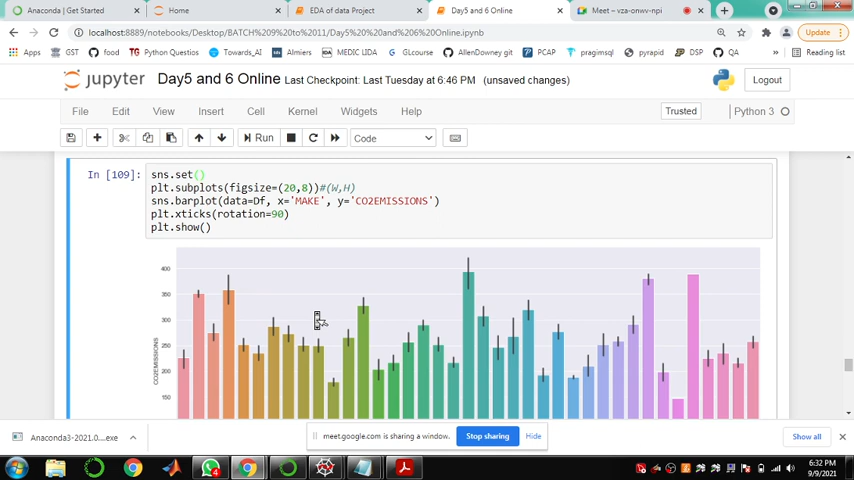 Anaconda | Get Started
Home
EDA of data Project
Day5 and 6 Online
Meet – vza-onwv-npi
localhost:8889/notebooks/Desktop/BATCH%209%20to%2011/Day5%20and%206%20Online.ipynb
Update
Apps
GST
food
Python Questions
Towards_AI
AIminers
MEDIC LIDA
GLcourse
AllenDowney git
PCAP
pragimsql
pyrapid
DSP
QA
Reading list
jupyter Day5 and 6 Online Last Checkpoint: Last Tuesday at 6:46 PM (unsaved changes)
Logout
File Edit View Insert Cell Kernel Widgets Help
Trusted
Python 3
Run
Code
In [109]:
sns.set()
plt.subplots(figsize=(20,8))#(W,H)
sns.barplot(data=Df, x='MAKE', y='CO2EMISSIONS')
plt.xticks(rotation=90)
plt.show()
400
350
300
250
200
150
CO2EMISSIONS
Anaconda3-2021.0....exe
meet.google.com is sharing a window.
Stop sharing
Hide
Show all
4
6:32 PM
9/9/2021